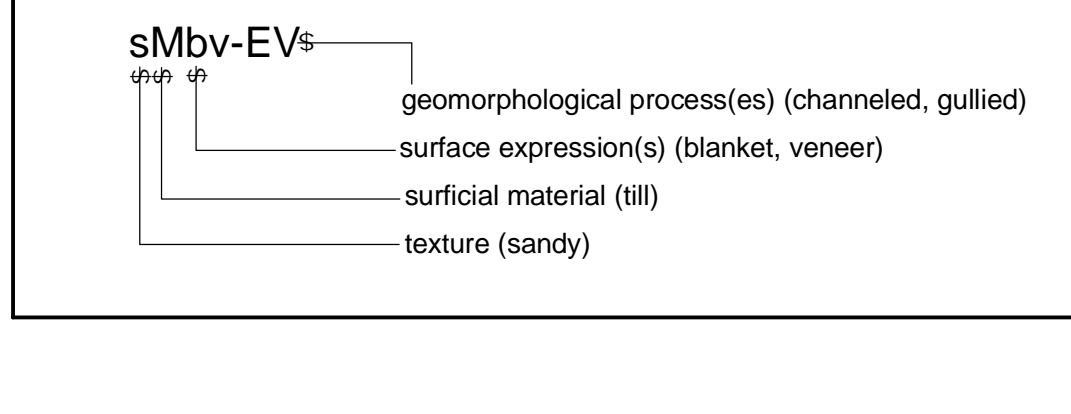 sMbv-EV$
$$ $
geomorphological process(es) (channeled, gullied)
surface expression(s) (blanket, veneer)
surficial material (till)
texture (sandy)